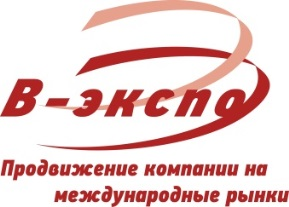 В-экспо
Продвижение компании на
международные рынки